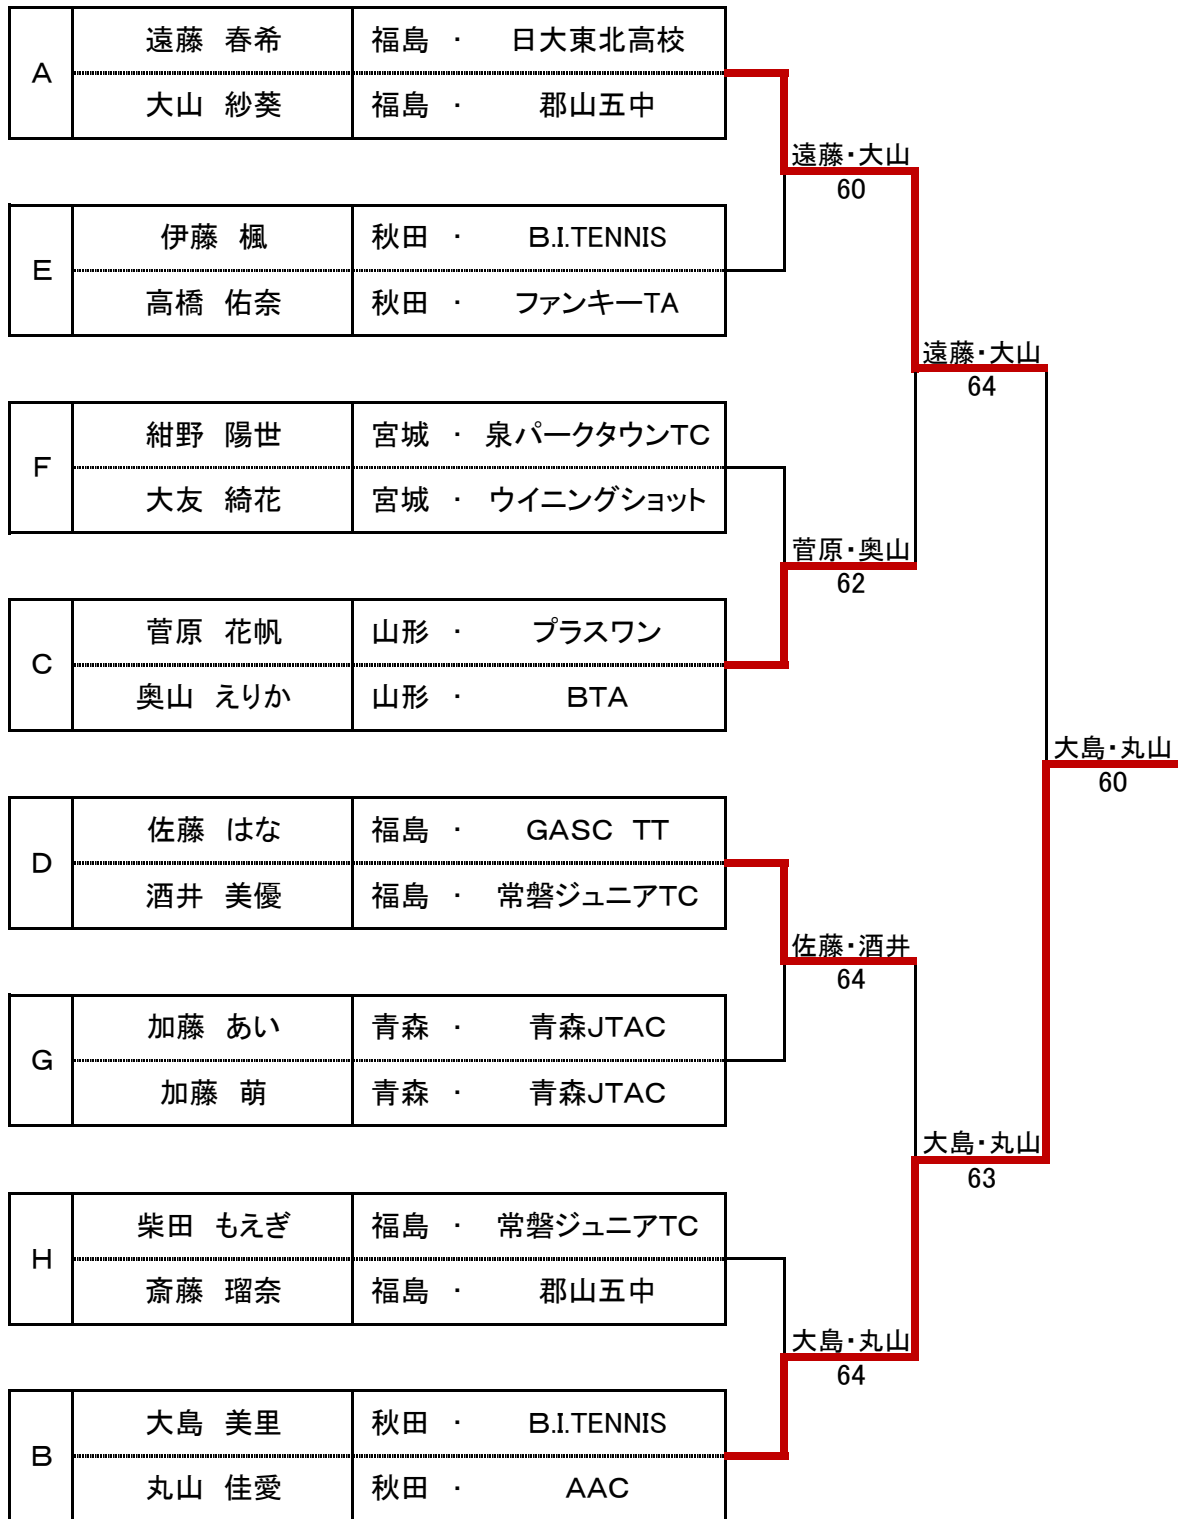 A 遠藤 春希 福島 ・ 日大東北高校
大山 紗葵 福島 ・ 郡山五中
遠藤・大山
60
E 伊藤 楓 秋田 ・ B.I.TENNIS
高橋 佑奈 秋田 ・ ファンキーTA
遠藤・大山
64
F 紺野 陽世 宮城 ・ 泉パークタウンTC
大友 綺花 宮城 ・ ウイニングショット
菅原・奥山
62
C 菅原 花帆 山形 ・ プラスワン
奥山 えりか 山形 ・ BTA
大島・丸山
60
D 佐藤 はな 福島 ・ GASC TT
酒井 美優 福島 ・ 常磐ジュニアTC
佐藤・酒井
64
G 加藤 あい 青森 ・ 青森JTAC
加藤 萌 青森 ・ 青森JTAC
大島・丸山
63
H 柴田 もえぎ 福島 ・ 常磐ジュニアTC
斎藤 瑠奈 福島 ・ 郡山五中
大島・丸山
64
B 大島 美里 秋田 ・ B.I.TENNIS
丸山 佳愛 秋田 ・ AAC